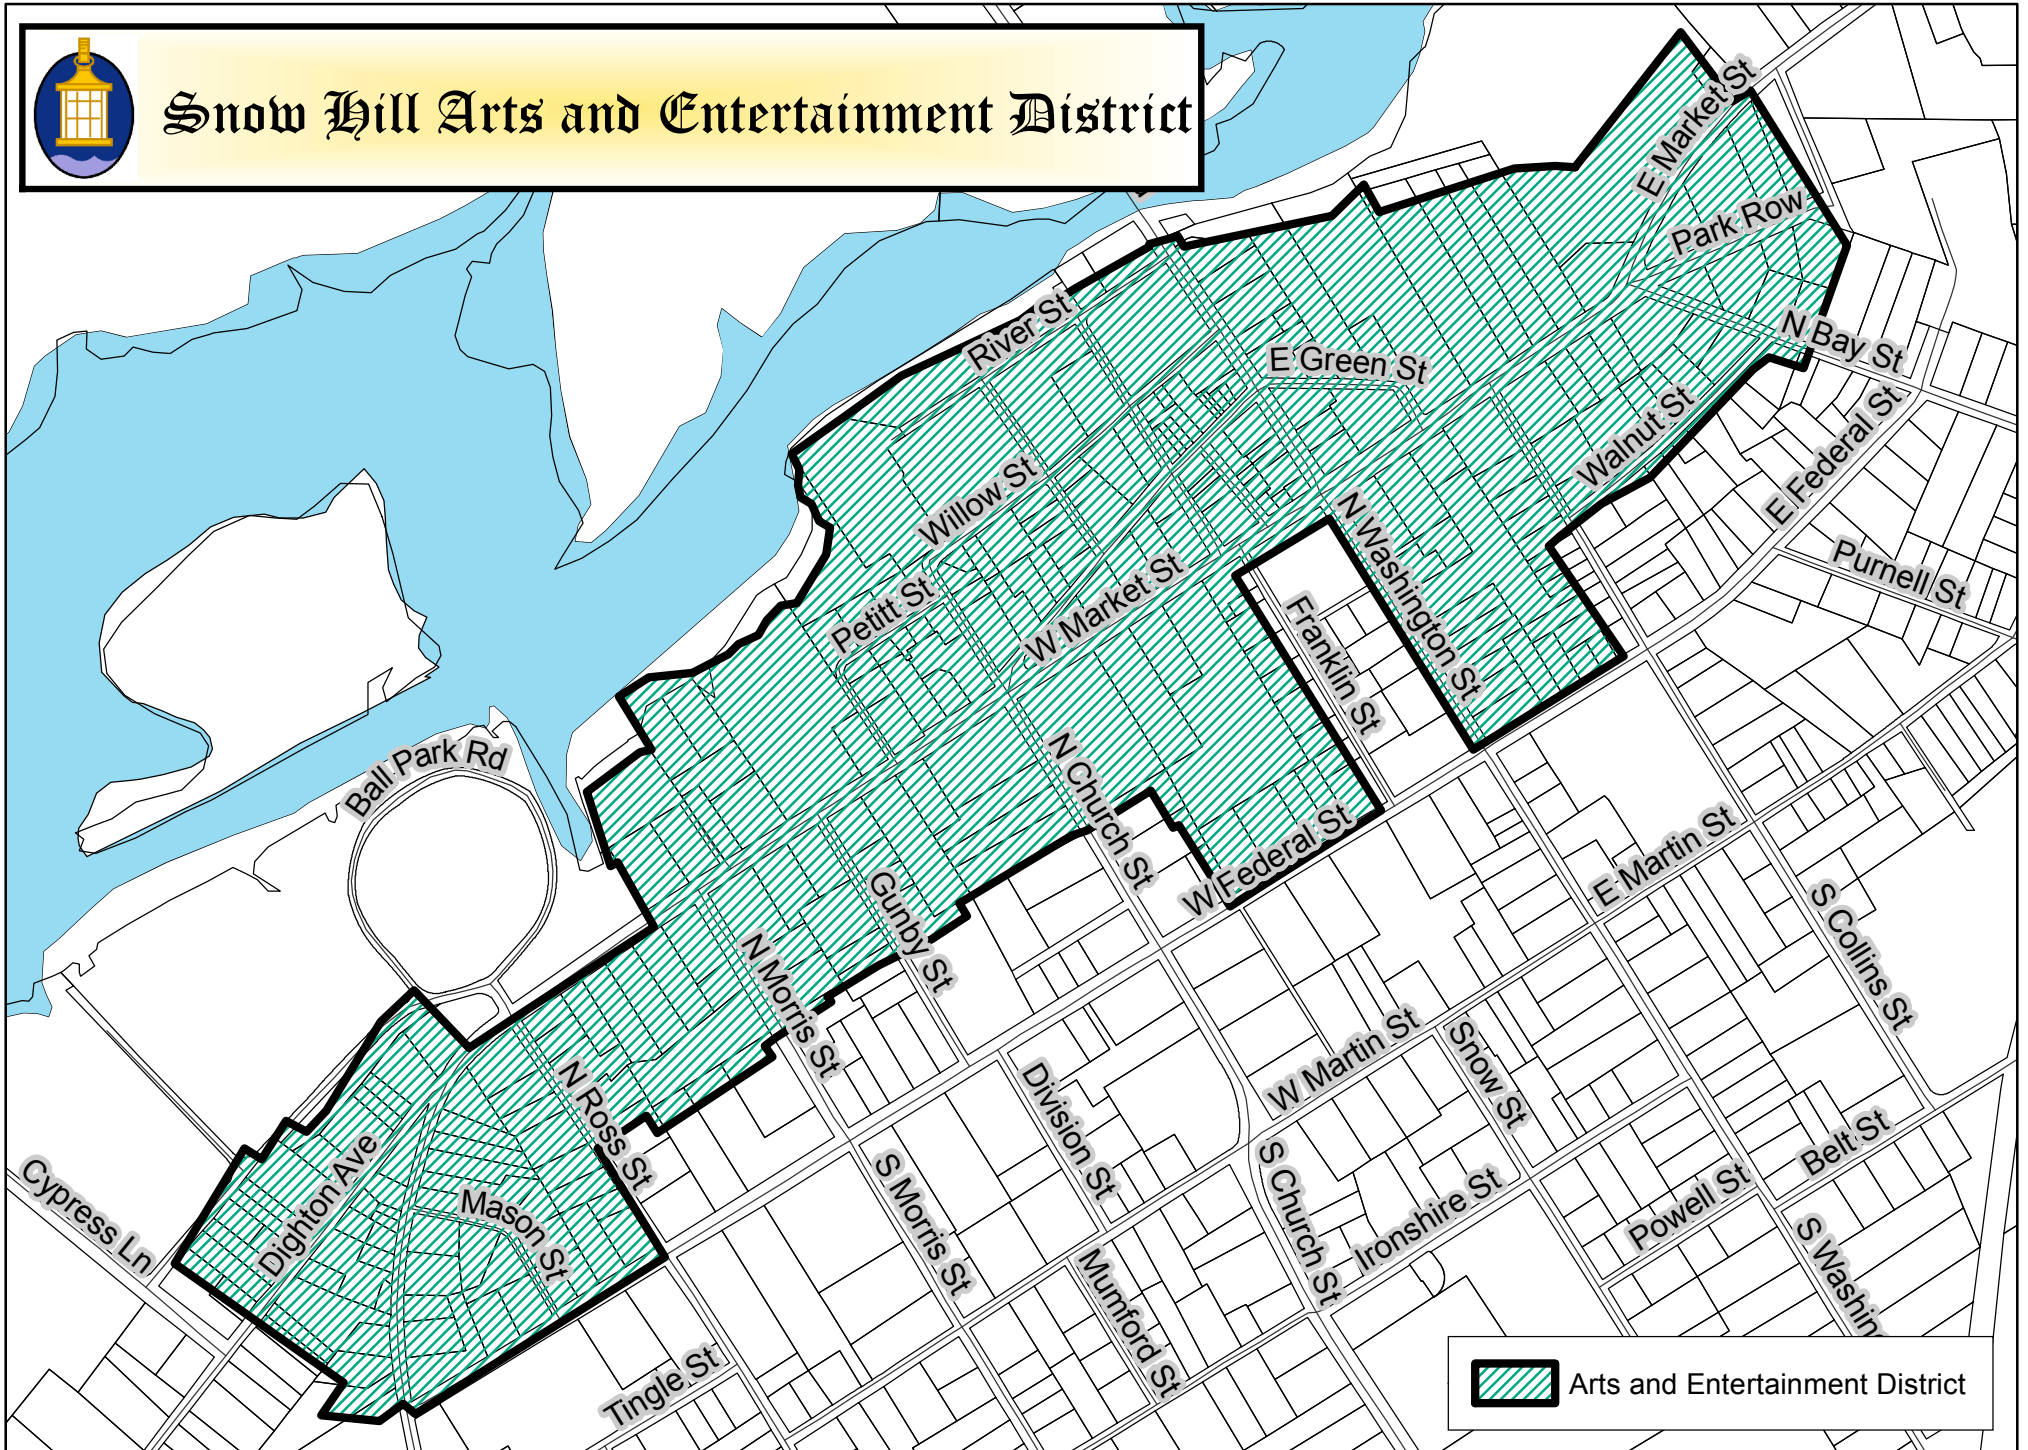 Snow Hill Arts and Entertainment District
E Market St
Park Row
N Bay St
River St
E Green St
Walnut St
E Federal St
Willow St
N Washington St
Purnell St
Petitt St
W Market St
Franklin St
Ball Park Rd
N Church St
W Federal St
E Martin St
Gunby St
S Collins St
N Morris St
W Martin St
Snow St
N Ross St
Division St
Belt St
Cypress Ln
Dighton Ave
Mason St
S Morris St
S Church St
Ironshire St
Powell St
S Washin
Mumford St
Tingle St
Arts and Entertainment District